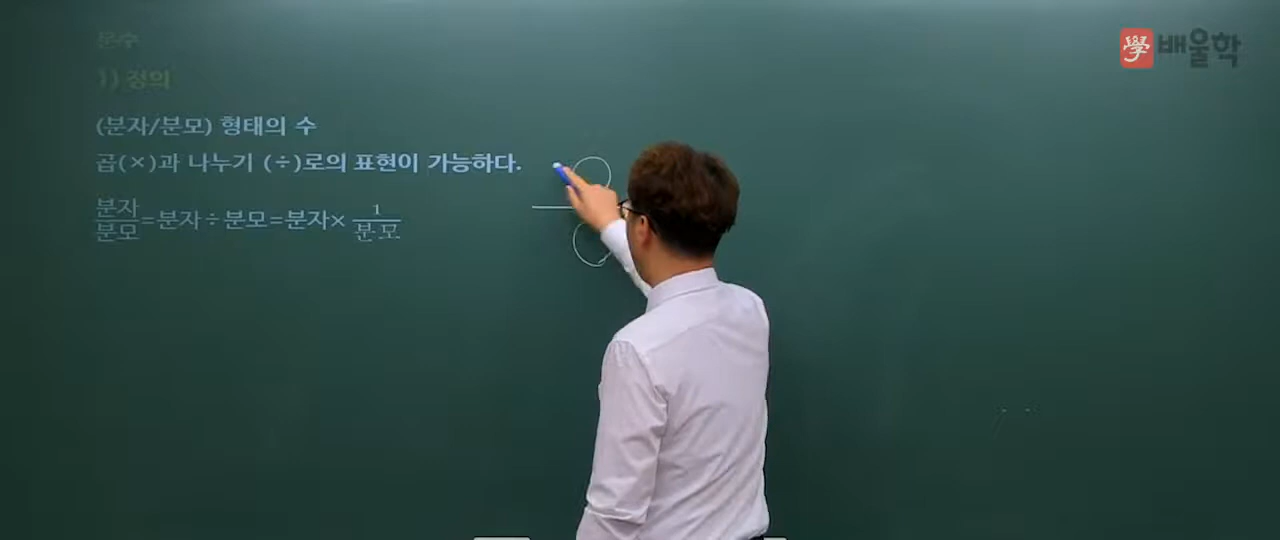 學 배울학
분수
1) 정의
(분자/분모) 형태의 수
곱(×)과 나누기 (÷)로의 표현이 가능하다.
분자/분모=분자÷분모=분자×1/분모